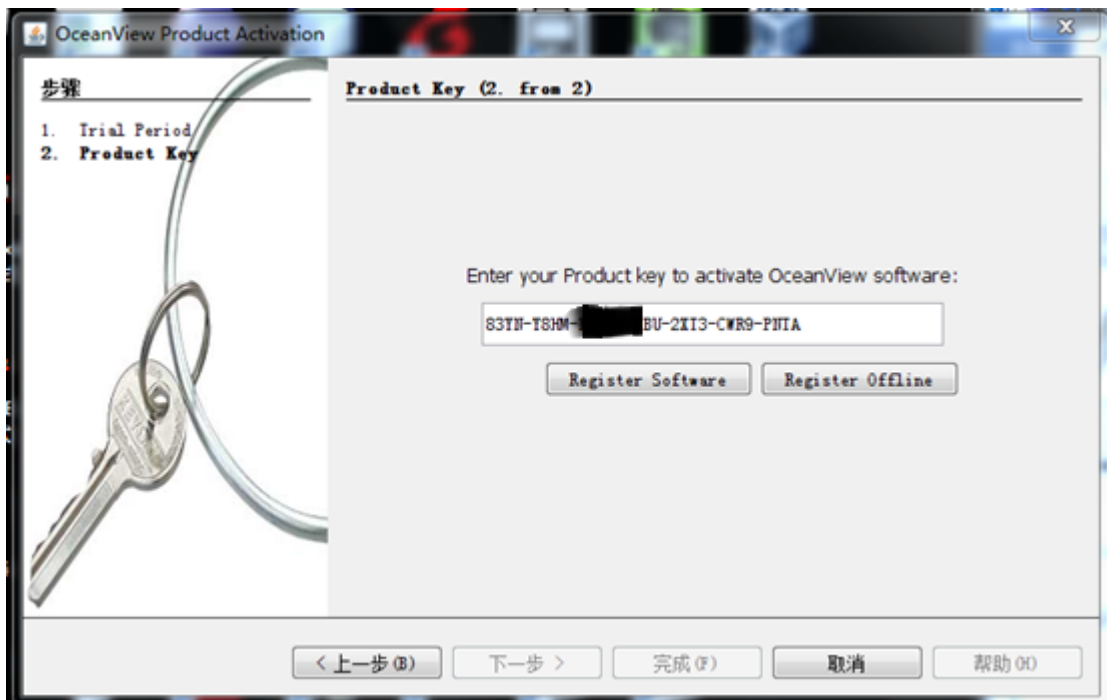 OceanView Product Activation
步骤
1. Trial Period
2. Product Key
Product Key (2. from 2)
Enter your Product key to activate OceanView software:
83YN-Y8HM- BU-2XI3-CWR9-PNIA
Register Software
Register Offline
< 上一步(B)
下一步 >
完成(F)
取消
帮助(H)